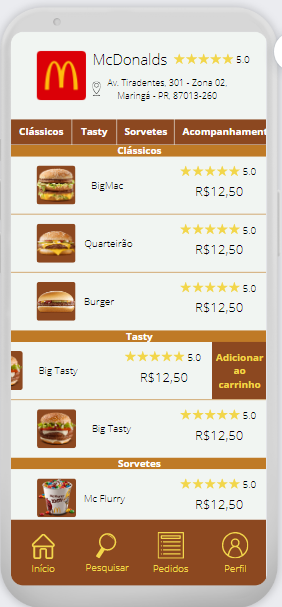 McDonalds ★★★★★ 5.0
Av. Tiradentes, 301 - Zona 02,
Maringá - PR, 87013-260
Clássicos Tasty Sorvetes Acompanhament
Clássicos
★★★★★ 5.0
BigMac
R$12,50
★★★★★ 5.0
Quarteirão
R$12,50
★★★★★ 5.0
Burger
R$12,50
Tasty
★★★★★ 5.0
Big Tasty
R$12,50
Adicionar
ao
carrinho
★★★★★ 5.0
Big Tasty
R$12,50
Sorvetes
★★★★★ 5.0
Mc Flurry
R$12,50
Início Pesquisar Pedidos Perfil